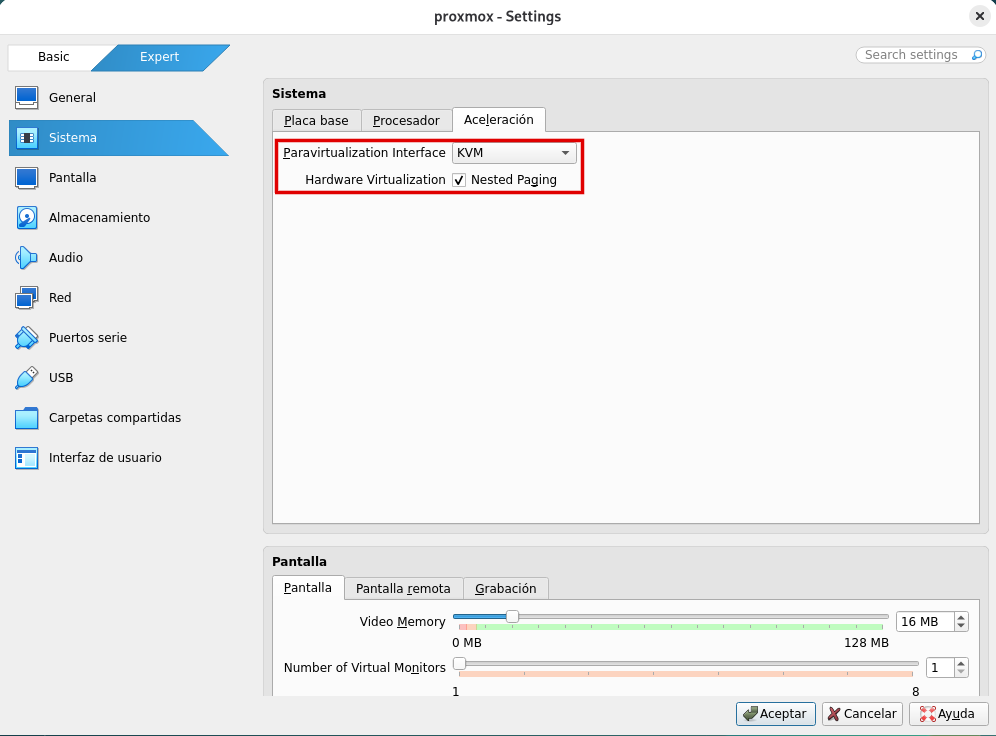 proxmox - Settings
Basic Expert
Search settings
General
Sistema
Pantalla
Almacenamiento
Audio
Red
Puertos serie
USB
Carpetas compartidas
Interfaz de usuario
Sistema
Placa base Procesador Aceleración
Paravirtualization Interface KVM
Hardware Virtualization Nested Paging
Pantalla
Pantalla Pantalla remota Grabación
Video Memory 16 MB
0 MB 128 MB
Number of Virtual Monitors 1
1 8
Aceptar Cancelar Ayuda